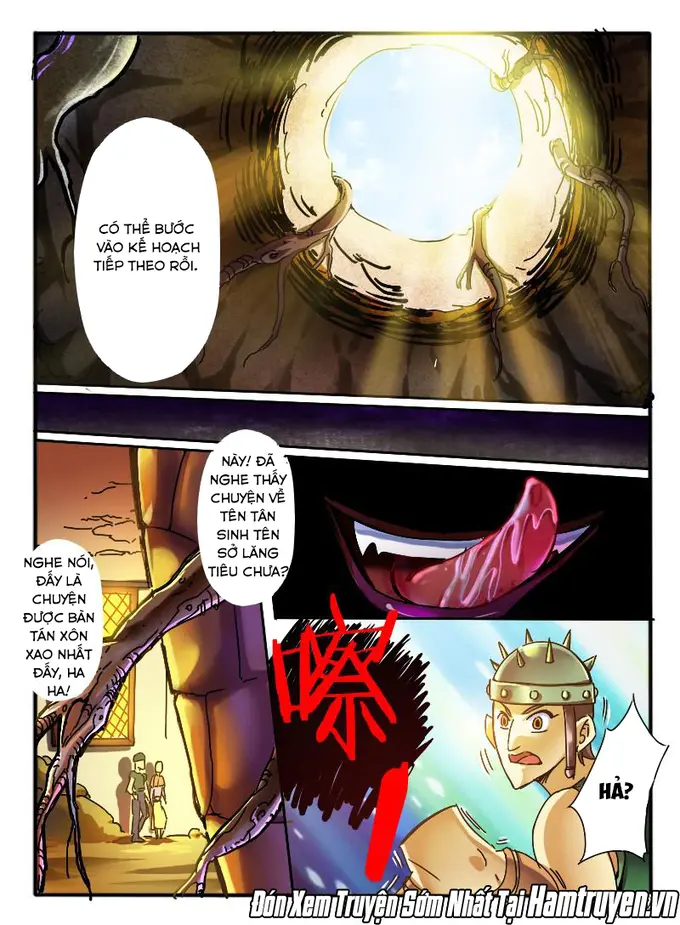 CÓ THỂ BƯỚC
VÀO KẾ HOẠCH
TIẾP THEO RỒI.
NÀY! ĐÃ
NGHE THẤY
CHUYỆN VỀ
TÊN TÂN
SINH TÊN
SỞ LĂNG
TIÊU CHƯA?
NGHE NÓI,
ĐẤY LÀ
CHUYỆN
ĐƯỢC BÀN
TÁN XÔN
XAO NHẤT
ĐẤY, HA
HA!
嚓!
HẢ?
Đón Xem Truyện Sớm Nhất Tại Hamtruyen.vn